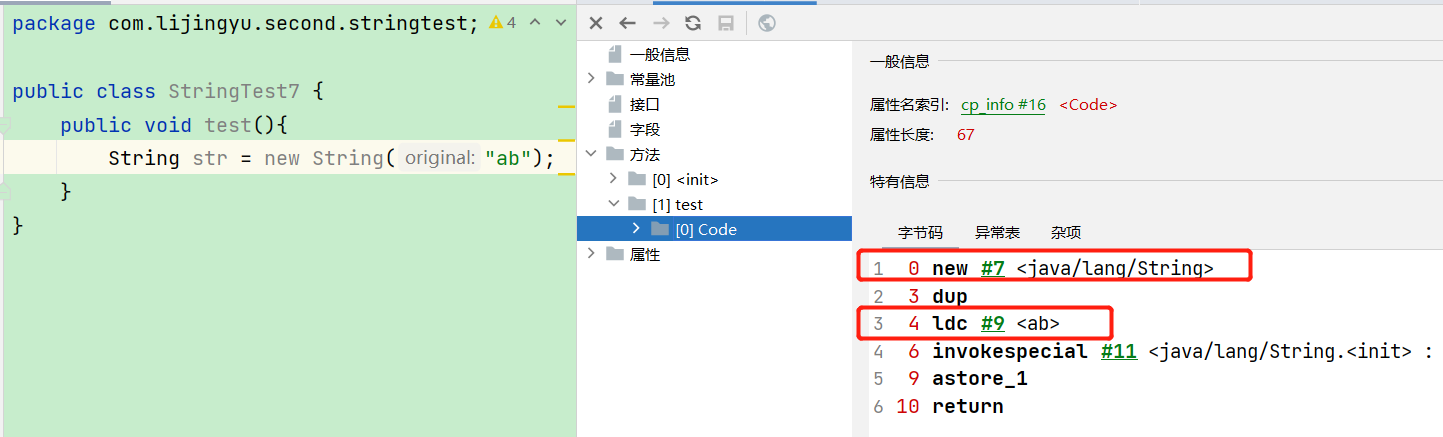 package com.lijingyu.second.stringtest;
4
public class StringTest7 {
public void test(){
String str = new String( original: "ab");
}
}
一般信息
常量池
接口
字段
方法
[0] <init>
[1] test
[0] Code
属性
一般信息
属性名索引: cp_info #16 <Code>
属性长度: 67
特有信息
字节码 异常表 杂项
1 0 new #7 <java/lang/String>
2 3 dup
3 4 ldc #9 <ab>
4 6 invokespecial #11 <java/lang/String.<init> :
5 9 astore_1
6 10 return